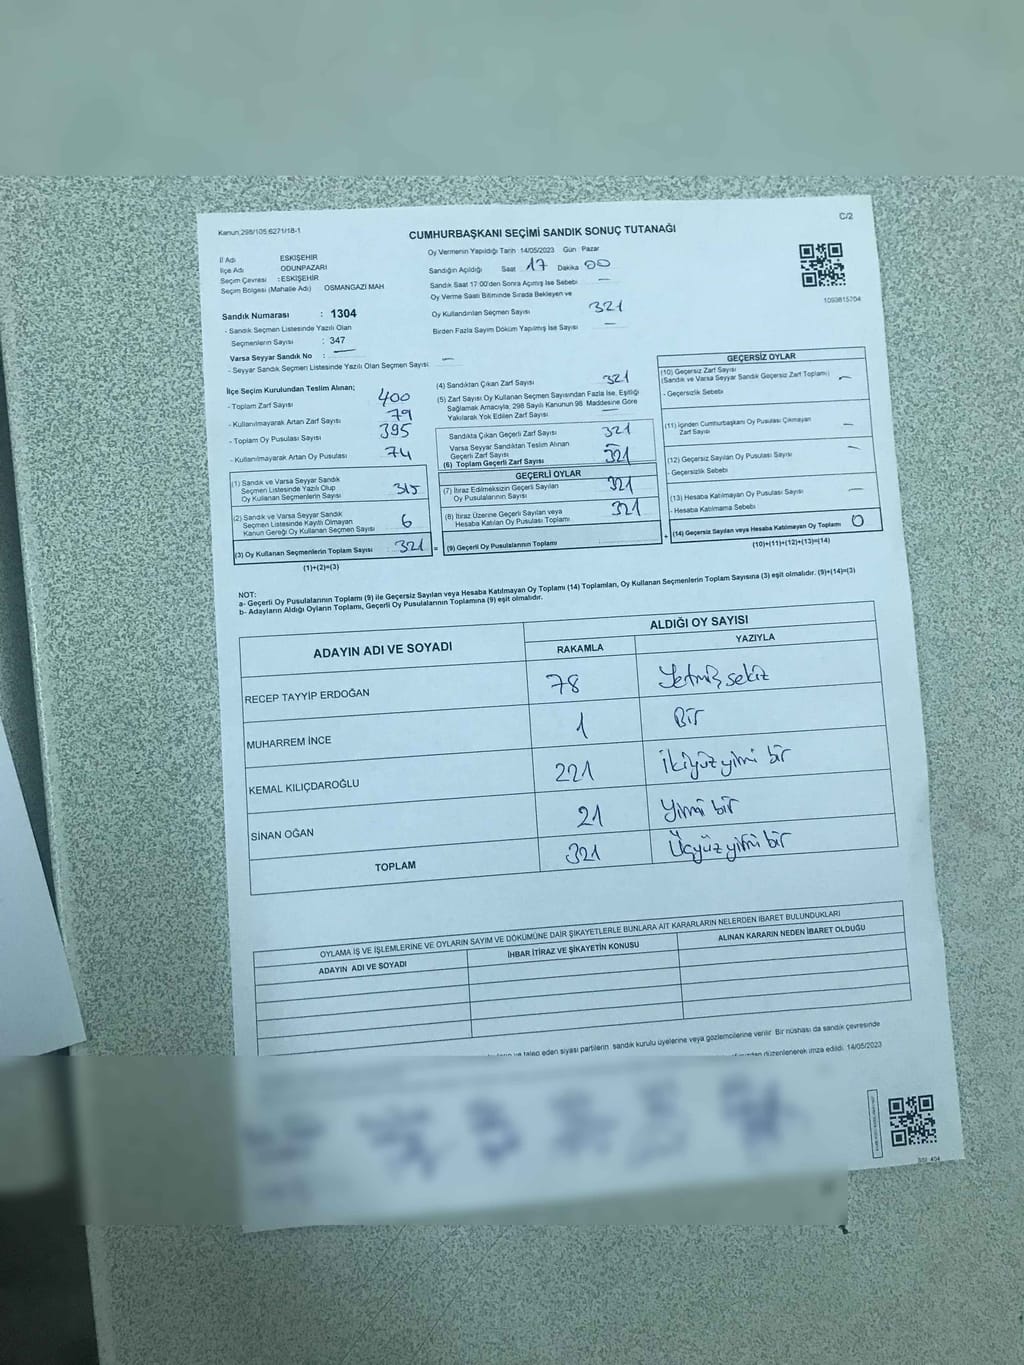 Kanun;298/105,6271/18-1
C/2
CUMHURBAŞKANI SEÇİMİ SANDIK SONUÇ TUTANAĞI
İl Adı ESKİŞEHİR
İlçe Adı ODUNPAZARI
Seçim Çevresi : ESKİŞEHİR
Seçim Bölgesi (Mahalle Adı) OSMANGAZİ MAH
Sandık Numarası : 1304
- Sandık Seçmen Listesinde Yazılı Olan
Seçmenlerin Sayısı : 347
Varsa Seyyar Sandık No : —
- Seyyar Sandık Seçmen Listesinde Yazılı Olan Seçmen Sayısı —
Oy Vermenin Yapıldığı Tarih 14/05/2023 Gün Pazar
Sandığın Açıldığı Saat 17 Dakika 00
Sandık Saat 17:00'den Sonra Açımış İse Sebebi —
Oy Verme Saati Bitiminde Sırada Bekleyen ve
Oy Kullandırılan Seçmen Sayısı 321
Birden Fazla Sayım Döküm Yapılmış İse Sayısı —
1093815704
İlçe Seçim Kurulundan Teslim Alınan;
- Toplam Zarf Sayısı 400
- Kullanılmayarak Artan Zarf Sayısı 79
- Toplam Oy Pusulası Sayısı 395
- Kullanılmayarak Artan Oy Pusulası 74
(1) Sandık ve Varsa Seyyar Sandık
Seçmen Listesinde Yazılı Olup
Oy Kullanan Seçmenlerin Sayısı 315
(2) Sandık ve Varsa Seyyar Sandık
Seçmen Listesinde Kayıtlı Olmayan
Kanun Gereği Oy Kullanan Seçmen Sayısı 6
(3) Oy Kullanan Seçmenlerin Toplam Sayısı 321 =
(1)+(2)=(3)
(4) Sandıktan Çıkan Zarf Sayısı 321
(5) Zarf Sayısı Oy Kullanan Seçmen Sayısından Fazla İse, Eşitliği
Sağlamak Amacıyla, 298 Sayılı Kanunun 98. Maddesine Göre
Yakılarak Yok Edilen Zarf Sayısı —
Sandıkta Çıkan Geçerli Zarf Sayısı 321
Varsa Seyyar Sandıktan Teslim Alınan
Geçerli Zarf Sayısı —
(6) Toplam Geçerli Zarf Sayısı 321
GEÇERLİ OYLAR
(7) İtiraz Edilmeksizin Geçerli Sayılan
Oy Pusulalarının Sayısı 321
(8) İtiraz Üzerine Geçerli Sayılan veya
Hesaba Katılan Oy Pusulası Toplamı 321
(9) Geçerli Oy Pusulalarının Toplamı +
GEÇERSİZ OYLAR
(10) Geçersiz Zarf Sayısı
(Sandık ve Varsa Seyyar Sandık Geçersiz Zarf Toplamı) —
- Geçersizlik Sebebi
(11) İçinden Cumhurbaşkanı Oy Pusulası Çıkmayan
Zarf Sayısı —
(12) Geçersiz Sayılan Oy Pusulası Sayısı —
- Geçersizlik Sebebi
(13) Hesaba Katılmayan Oy Pusulası Sayısı —
- Hesaba Katılmama Sebebi
(14) Geçersiz Sayılan veya Hesaba Katılmayan Oy Toplamı 0
(10)+(11)+(12)+(13)=(14)
NOT:
a- Geçerli Oy Pusulalarının Toplamı (9) ile Geçersiz Sayılan veya Hesaba Katılmayan Oy Toplamı (14) Toplamları, Oy Kullanan Seçmenlerin Toplam Sayısına (3) eşit olmalıdır. (9)+(14)=(3)
b- Adayların Aldığı Oyların Toplamı, Geçerli Oy Pusulalarının Toplamına (9) eşit olmalıdır.
ADAYIN ADI VE SOYADI ALDIĞI OY SAYISI
RAKAMLA YAZIYLA
RECEP TAYYİP ERDOĞAN 78 Yetmiş sekiz
MUHARREM İNCE 1 Bir
KEMAL KILIÇDAROĞLU 221 İkiyüz yirmi bir
SİNAN OĞAN 21 Yirmi bir
TOPLAM 321 Üçyüz yirmi bir
OYLAMA İŞ VE İŞLEMLERİNE VE OYLARIN SAYIM VE DÖKÜMÜNE DAİR ŞİKAYETLERLE BUNLARA AİT KARARLARIN NELERDEN İBARET BULUNDUKLARI
ADAYIN ADI VE SOYADI İHBAR İTİRAZ VE ŞİKAYETİN KONUSU ALINAN KARARIN NEDEN İBARET OLDUĞU
ve talep eden siyasi partilerin sandık kurulu üyelerine veya gözlemcilerine verilir Bir nüshası da sandık çevresinde
düzenlenerek imza edildi. 14/05/2023